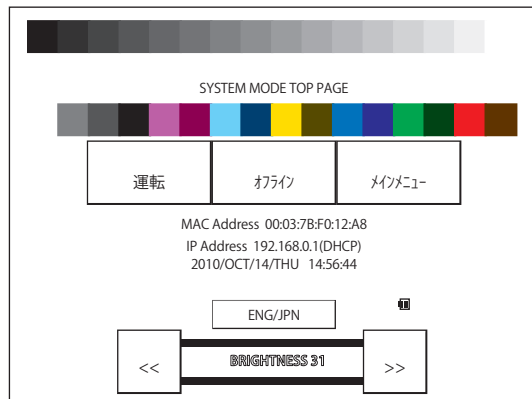 SYSTEM MODE TOP PAGE
運転 ｵﾌﾗｲﾝ ﾒｲﾝﾒﾆｭｰ
MAC Address 00:03:7B:F0:12:A8
IP Address 192.168.0.1(DHCP)
2010/OCT/14/THU 14:56:44
ENG/JPN
<< BRIGHTNESS 31 >>